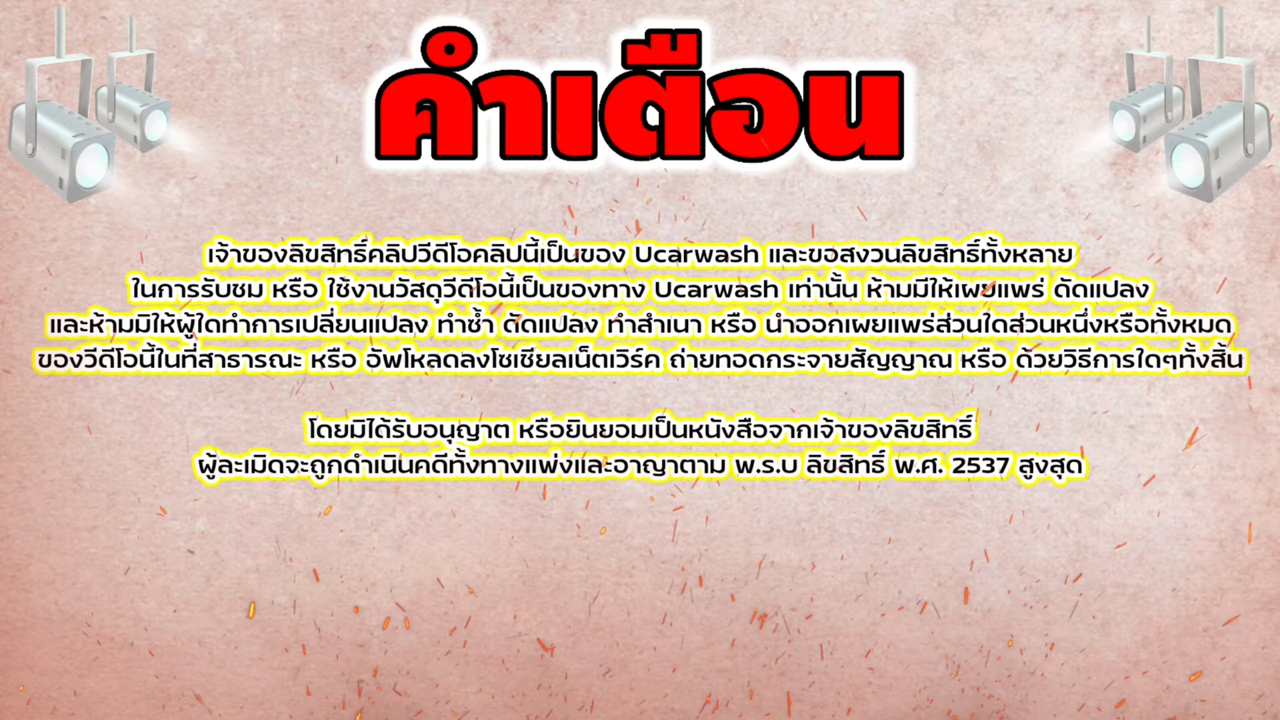 คำเตือน
เจ้าของลิขสิทธิ์คลิปวีดีโอคลิปนี้เป็นของ Ucarwash และขอสงวนลิขสิทธิ์ทั้งหลาย
ในการรับชม หรือ ใช้งานวัสดุวีดีโอนี้เป็นของทาง Ucarwash เท่านั้น ห้ามมีให้เผยแพร่ ดัดแปลง
และห้ามมิให้ผู้ใดทำการเปลี่ยนแปลง ทำซ้ำ ดัดแปลง ทำสำเนา หรือ นำออกเผยแพร่ส่วนใดส่วนหนึ่งหรือทั้งหมด
ของวีดีโอนี้ในที่สาธารณะ หรือ อัพโหลดลงโซเชียลเน็ตเวิร์ค ถ่ายทอดกระจายสัญญาณ หรือ ด้วยวิธีการใดๆทั้งสิ้น
โดยมิได้รับอนุญาต หรือยินยอมเป็นหนังสือจากเจ้าของลิขสิทธิ์
ผู้ละเมิดจะถูกดำเนินคดีทั้งทางแพ่งและอาญาตาม พ.ร.บ ลิขสิทธิ์ พ.ศ. 2537 สูงสุด